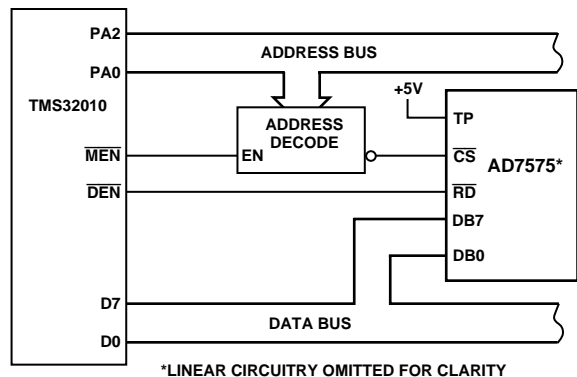 PA2
ADDRESS BUS
PA0
+5V
TMS32010
TP
ADDRESS
DECODE
MEN
EN
CS
AD7575*
DEN
RD
DB7
DB0
D7
DATA BUS
D0
*LINEAR CIRCUITRY OMITTED FOR CLARITY